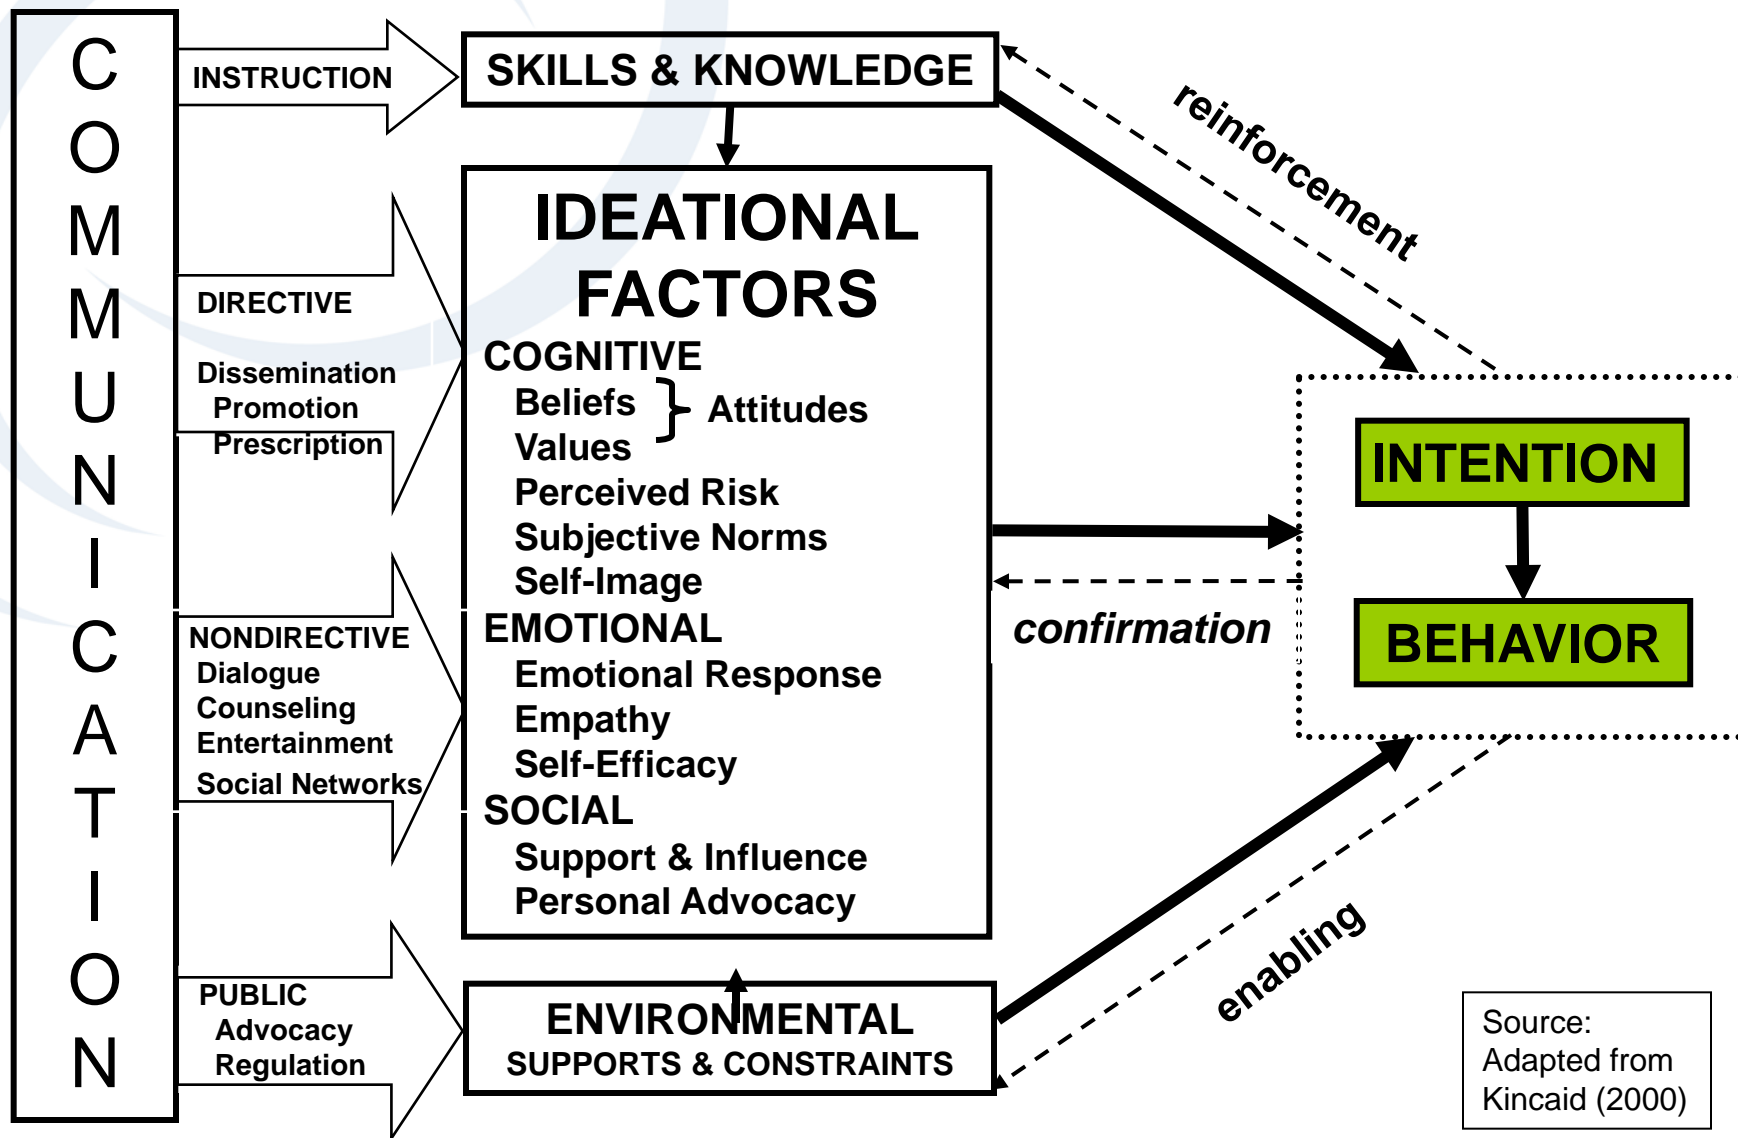 COMMUNICATION
INSTRUCTION
SKILLS & KNOWLEDGE
reinforcement
DIRECTIVE
Dissemination
Promotion
Prescription
IDEATIONAL
FACTORS
COGNITIVE
Beliefs
Values
} Attitudes
Perceived Risk
Subjective Norms
Self-Image
EMOTIONAL
Emotional Response
Empathy
Self-Efficacy
SOCIAL
Support & Influence
Personal Advocacy
INTENTION
BEHAVIOR
confirmation
NONDIRECTIVE
Dialogue
Counseling
Entertainment
Social Networks
PUBLIC
Advocacy
Regulation
ENVIRONMENTAL
SUPPORTS & CONSTRAINTS
enabling
Source:
Adapted from
Kincaid (2000)